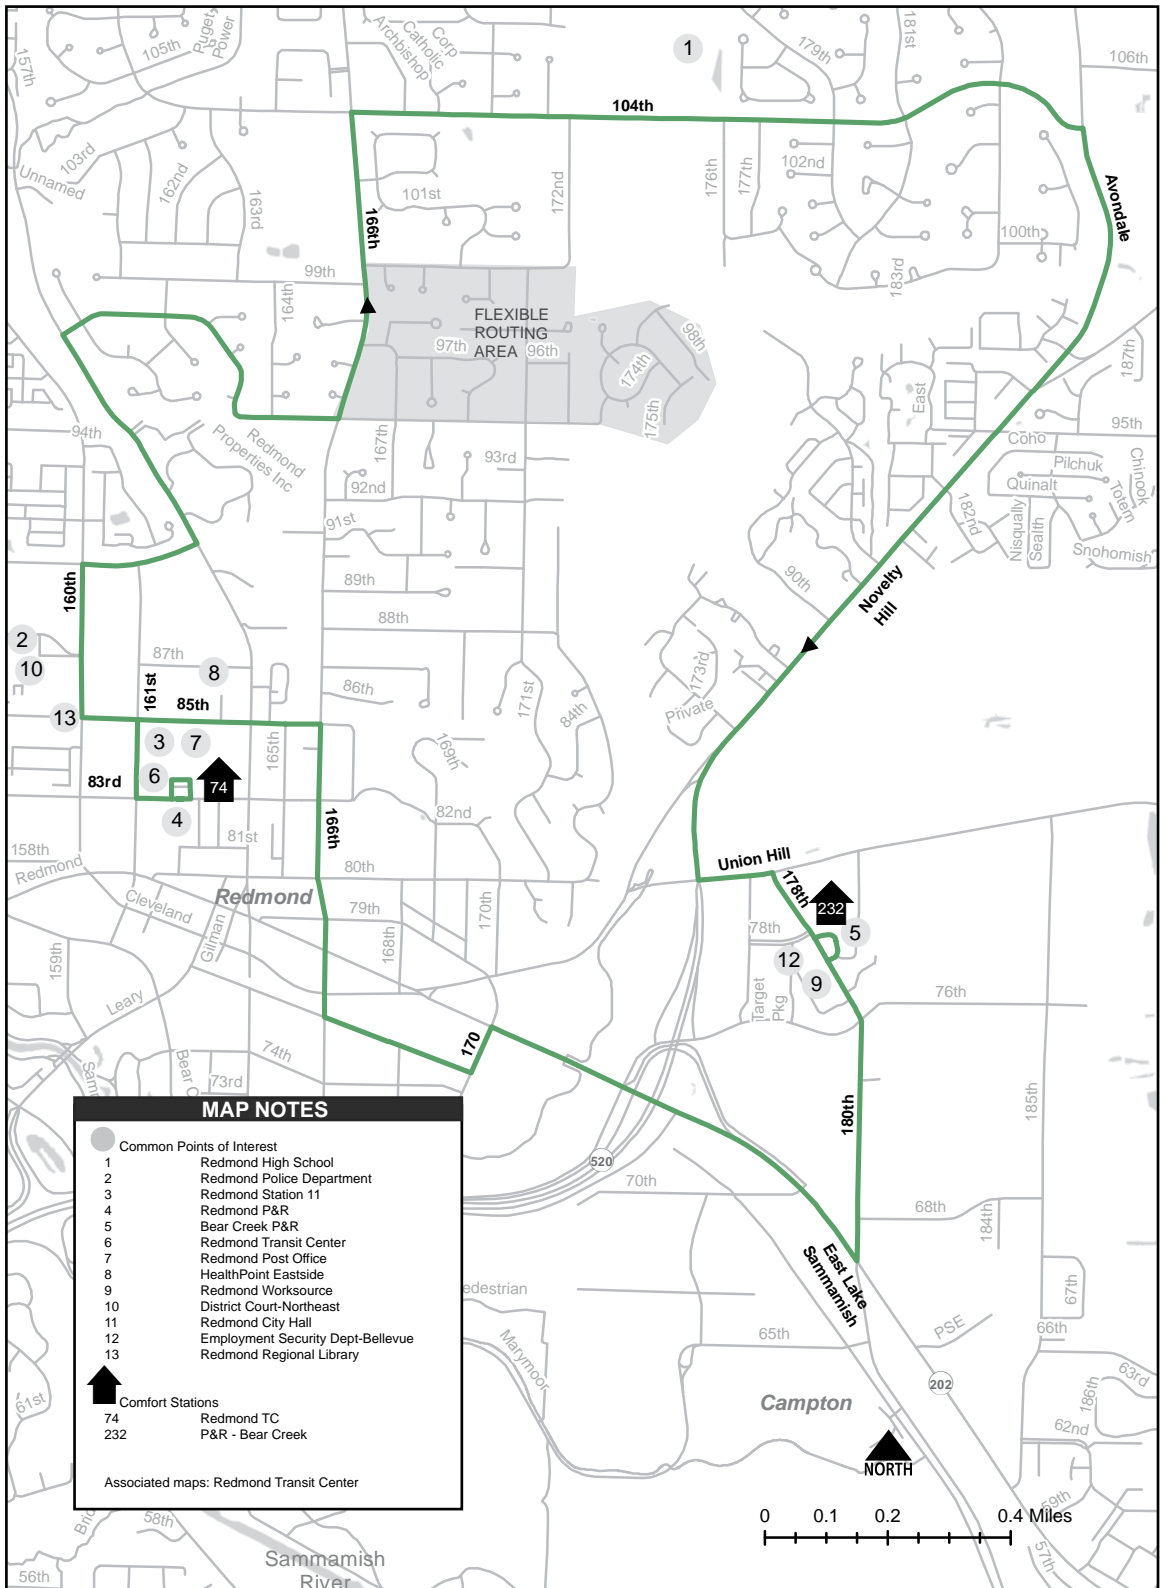 157th
105th
Puget
Power
Archbishop
Catholic
Corp
1
179th
181st
106th
104th
103rd
Unnamed
162nd
163rd
101st
172nd
176th
177th
102nd
Avondale
166th
100th
183rd
99th
164th
FLEXIBLE
ROUTING
AREA
97th
96th
98th
174th
175th
187th
East
94th
Redmond
Properties Inc
167th
93rd
92nd
91st
95th
Coho
Pilchuk
Quinalt
Chinook
Totem
182nd
Nisqually
Sealth
Snohomish
160th
89th
88th
90th
Novelty
Hill
2
10
87th
8
161st
85th
86th
171st
84th
173rd
Private
13
3
7
165th
169th
83rd
6
74
4
166th
82nd
81st
80th
158th
Redmond
Cleveland
Redmond
Gilman
79th
168th
170th
Union Hill
178th
232
5
78th
12
9
Target
Pkg
76th
159th
Leary
Bear C
74th
73rd
170
Samm
180th
185th
520
70th
68th
184th
East Lake
Sammamish
67th
66th
edestrian
Marymoor
65th
PSE
202
63rd
186th
62nd
61st
Campton
NORTH
59th
57th
0 0.1 0.2 0.4 Miles
MAP NOTES
Common Points of Interest
1 Redmond High School
2 Redmond Police Department
3 Redmond Station 11
4 Redmond P&R
5 Bear Creek P&R
6 Redmond Transit Center
7 Redmond Post Office
8 HealthPoint Eastside
9 Redmond Worksource
10 District Court-Northeast
11 Redmond City Hall
12 Employment Security Dept-Bellevue
13 Redmond Regional Library
Comfort Stations
74 Redmond TC
232 P&R - Bear Creek
Associated maps: Redmond Transit Center
58th
56th
Sammamish
River